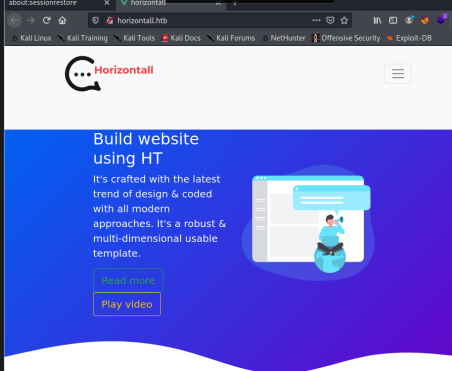 about:sessionrestore
horizontall
horizontall.htb
Kali Linux
Kali Training
Kali Tools
Kali Docs
Kali Forums
NetHunter
Offensive Security
Exploit-DB
Horizontall
Build website
using HT
It's crafted with the latest
trend of design & coded
with all modern
approaches. It's a robust &
multi-dimensional usable
template.
Read more
Play video